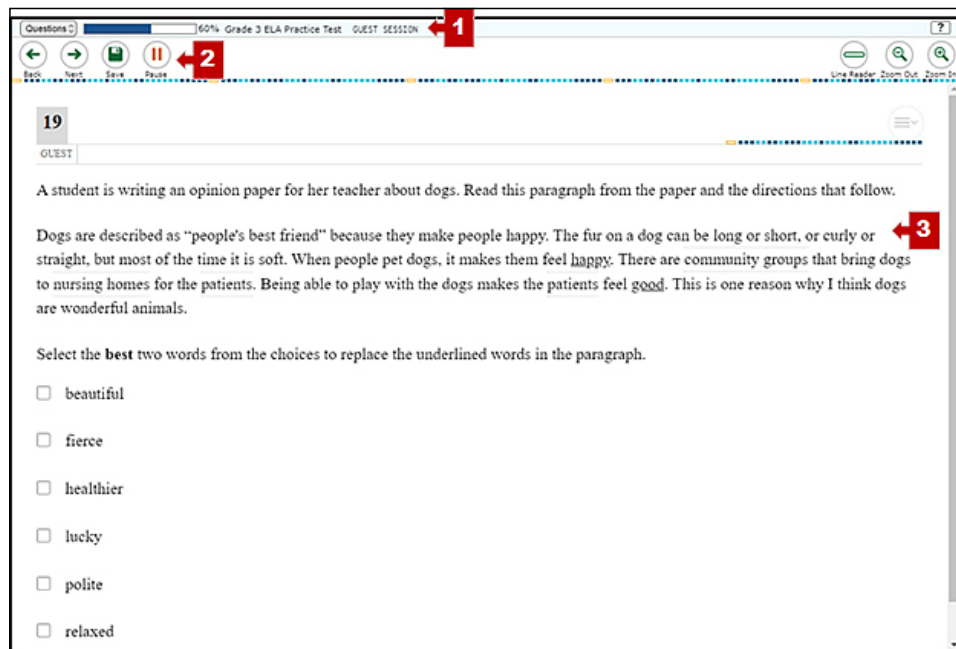 Questions 60% Grade 3 ELA Practice Test GUEST SESSION 1 ?
2
Back Next Save Pause Line Reader Zoom Out Zoom In
19
GUEST
A student is writing an opinion paper for her teacher about dogs. Read this paragraph from the paper and the directions that follow.
Dogs are described as “people's best friend” because they make people happy. The fur on a dog can be long or short, or curly or 3
straight, but most of the time it is soft. When people pet dogs, it makes them feel happy. There are community groups that bring dogs
to nursing homes for the patients. Being able to play with the dogs makes the patients feel good. This is one reason why I think dogs
are wonderful animals.
Select the best two words from the choices to replace the underlined words in the paragraph.
beautiful
fierce
healthier
lucky
polite
relaxed